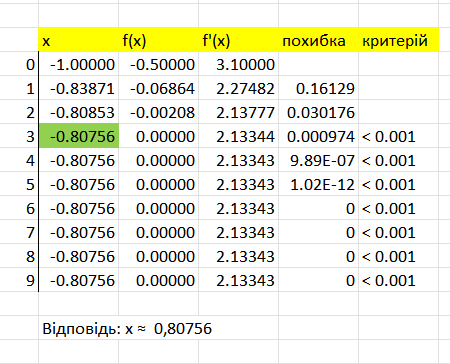 x f(x) f'(x) похибка критерій
0 -1.00000 -0.50000 3.10000
1 -0.83871 -0.06864 2.27482 0.16129
2 -0.80853 -0.00208 2.13777 0.030176
3 -0.80756 0.00000 2.13344 0.000974 < 0.001
4 -0.80756 0.00000 2.13343 9.89E-07 < 0.001
5 -0.80756 0.00000 2.13343 1.02E-12 < 0.001
6 -0.80756 0.00000 2.13343 0 < 0.001
7 -0.80756 0.00000 2.13343 0 < 0.001
8 -0.80756 0.00000 2.13343 0 < 0.001
9 -0.80756 0.00000 2.13343 0 < 0.001
Відповідь: x ≈ 0,80756